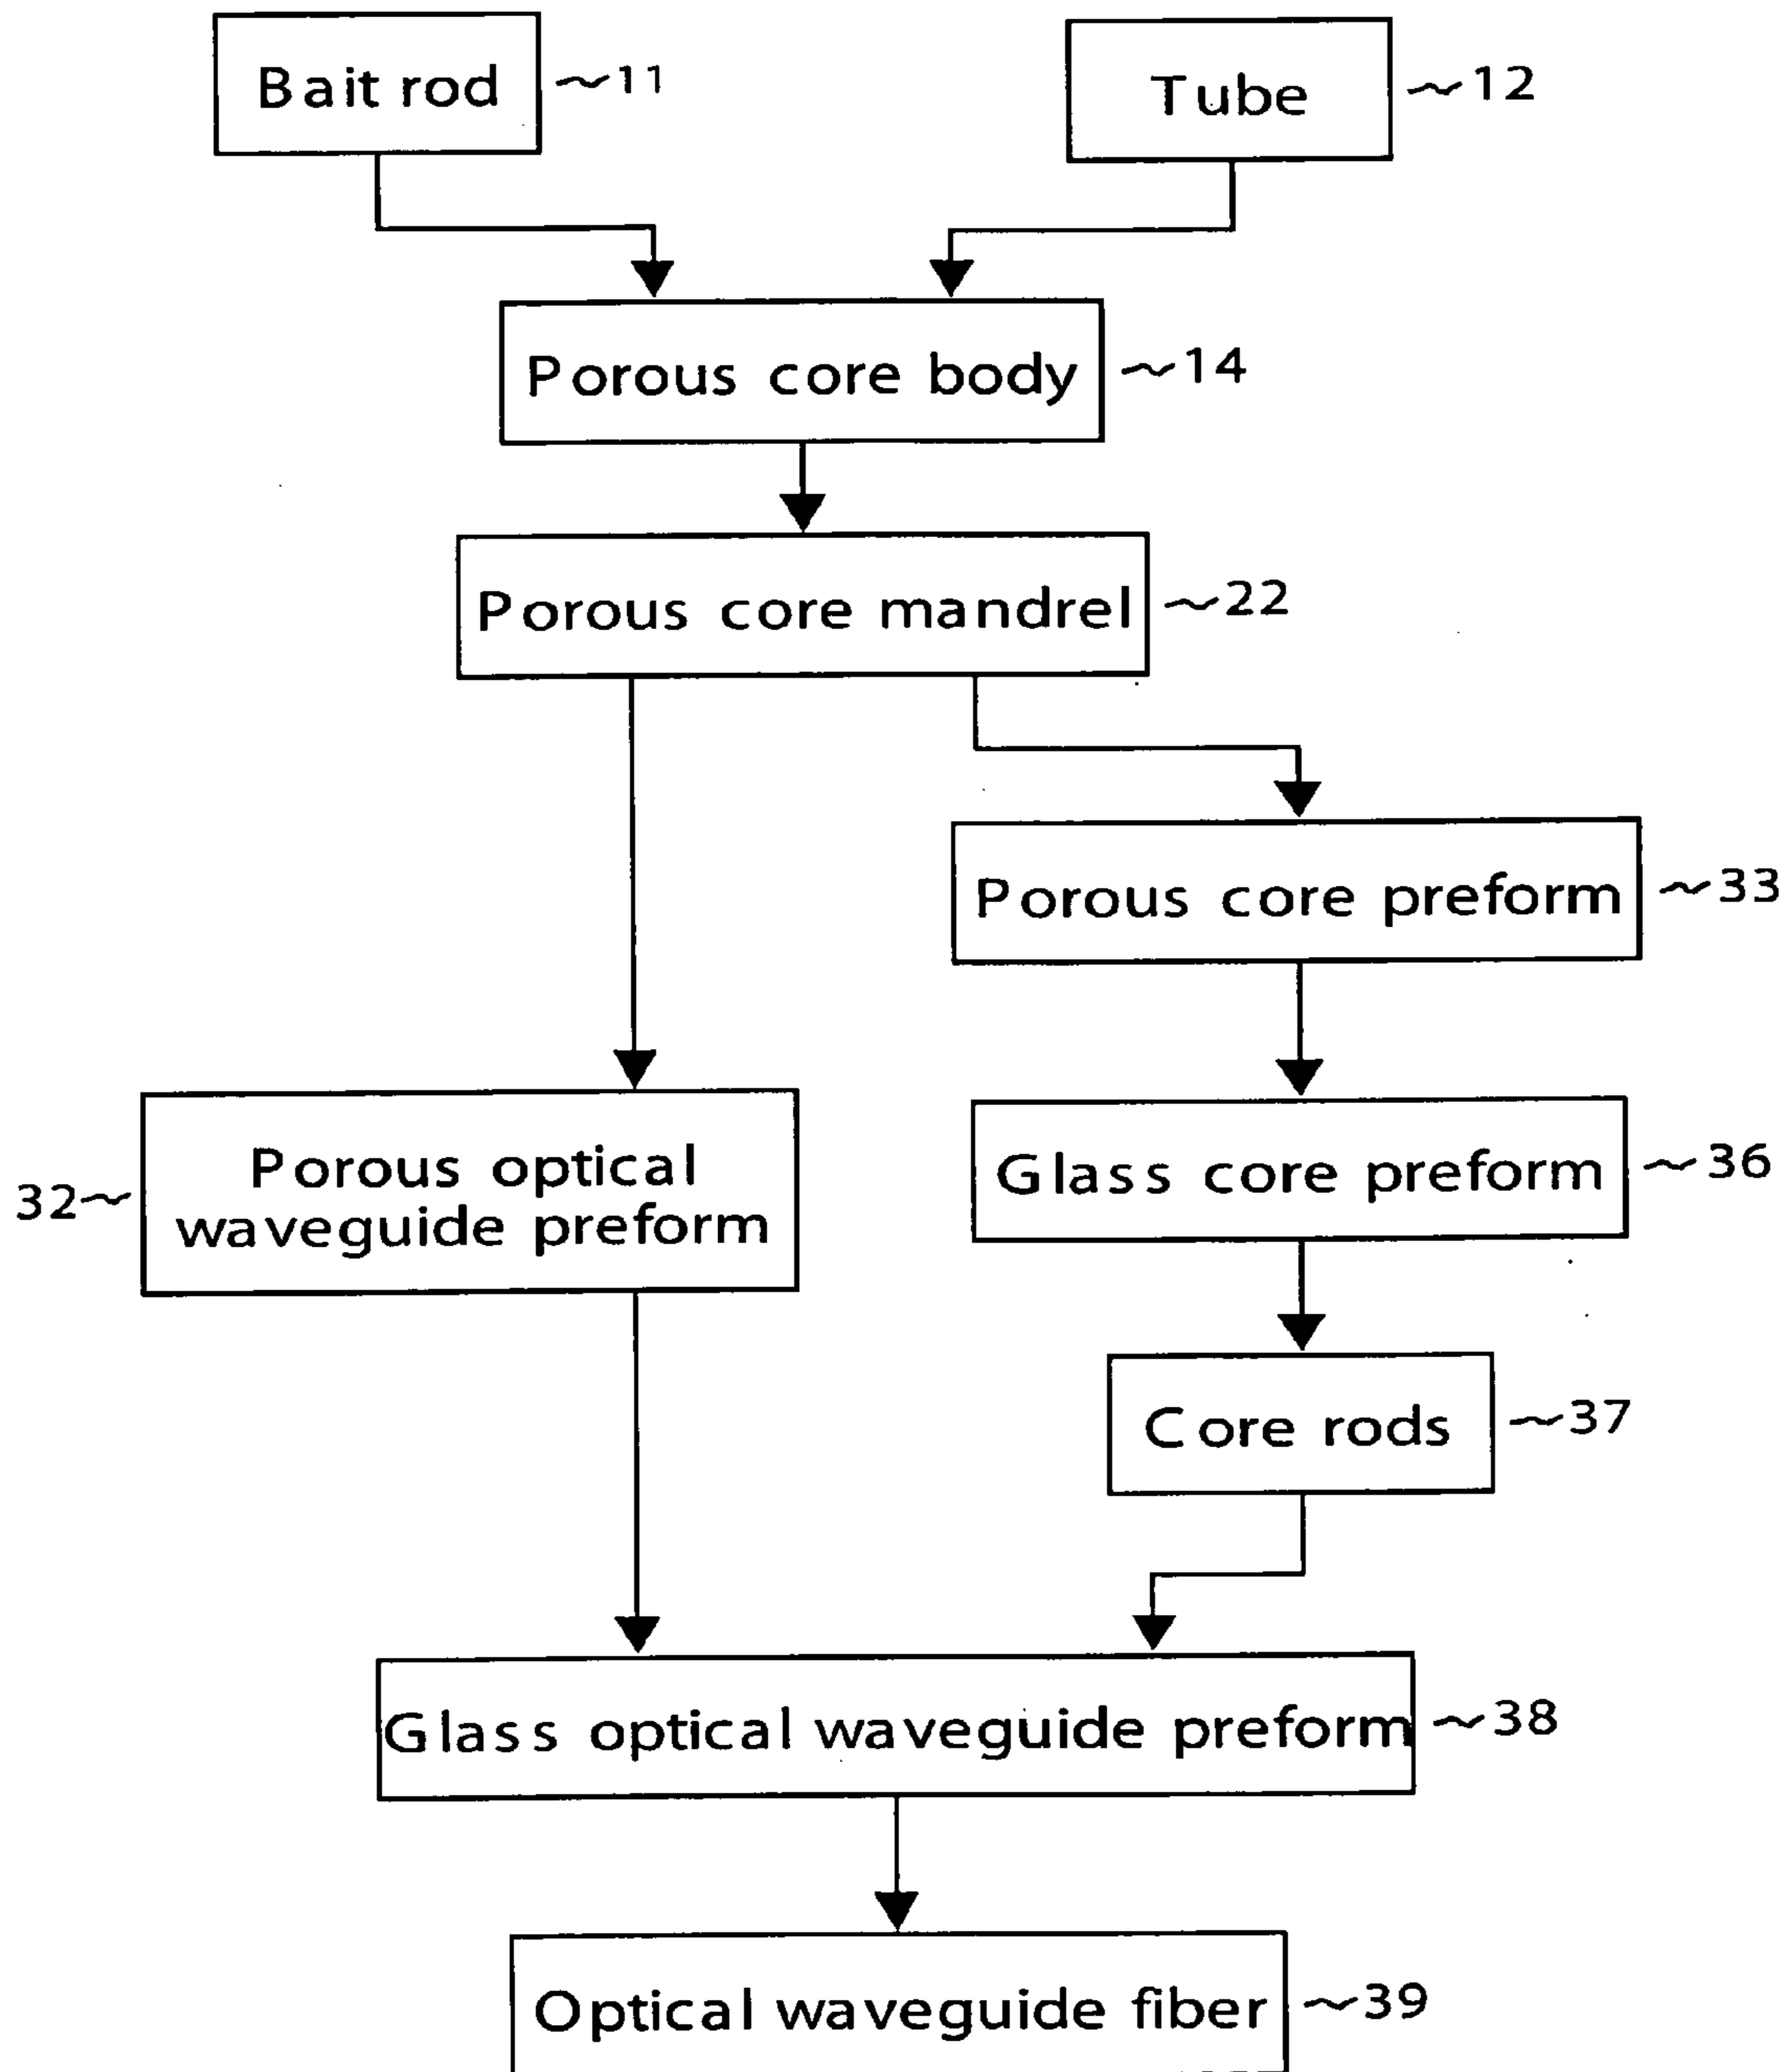 Bait rod
11
Tube
12
Porous core body
14
Porous core mandrel
22
Porous core preform
33
32
Porous optical
waveguide preform
Glass core preform
36
Core rods
37
Glass optical waveguide preform
38
Optical waveguide fiber
39